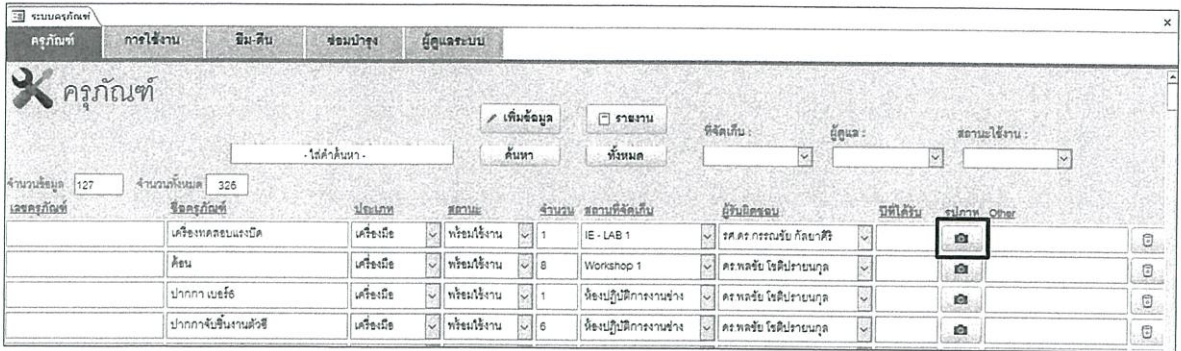 ระบบครุภัณฑ์
ครุภัณฑ์ การใช้งาน ยืม-คืน ซ่อมบำรุง ผู้ดูแลระบบ
ครุภัณฑ์
เพิ่มข้อมูล รายงาน
ที่จัดเก็บ : ผู้ดูแล : สถานะใช้งาน :
- ใส่คำค้นหา - ค้นหา ทั้งหมด
จำนวนข้อมูล 127 จำนวนทั้งหมด 326
เลขครุภัณฑ์ ชื่อครุภัณฑ์ ประเภท สถานะ จำนวน สถานที่จัดเก็บ ผู้รับผิดชอบ ปีที่ได้รับ รูปภาพ Other
เครื่องทดสอบแรงบิด เครื่องมือ พร้อมใช้งาน 1 IE - LAB 1 รศ.ดร.กรรณชัย กัลยาศิริ
ค้อน เครื่องมือ พร้อมใช้งาน 8 Workshop 1 ดร.พลชัย โชติปรายนกุล
ปากกา เบอร์6 เครื่องมือ พร้อมใช้งาน 1 ห้องปฏิบัติการงานช่าง ดร.พลชัย โชติปรายนกุล
ปากกาจับชิ้นงานตัวซี เครื่องมือ พร้อมใช้งาน 6 ห้องปฏิบัติการงานช่าง ดร.พลชัย โชติปรายนกุล